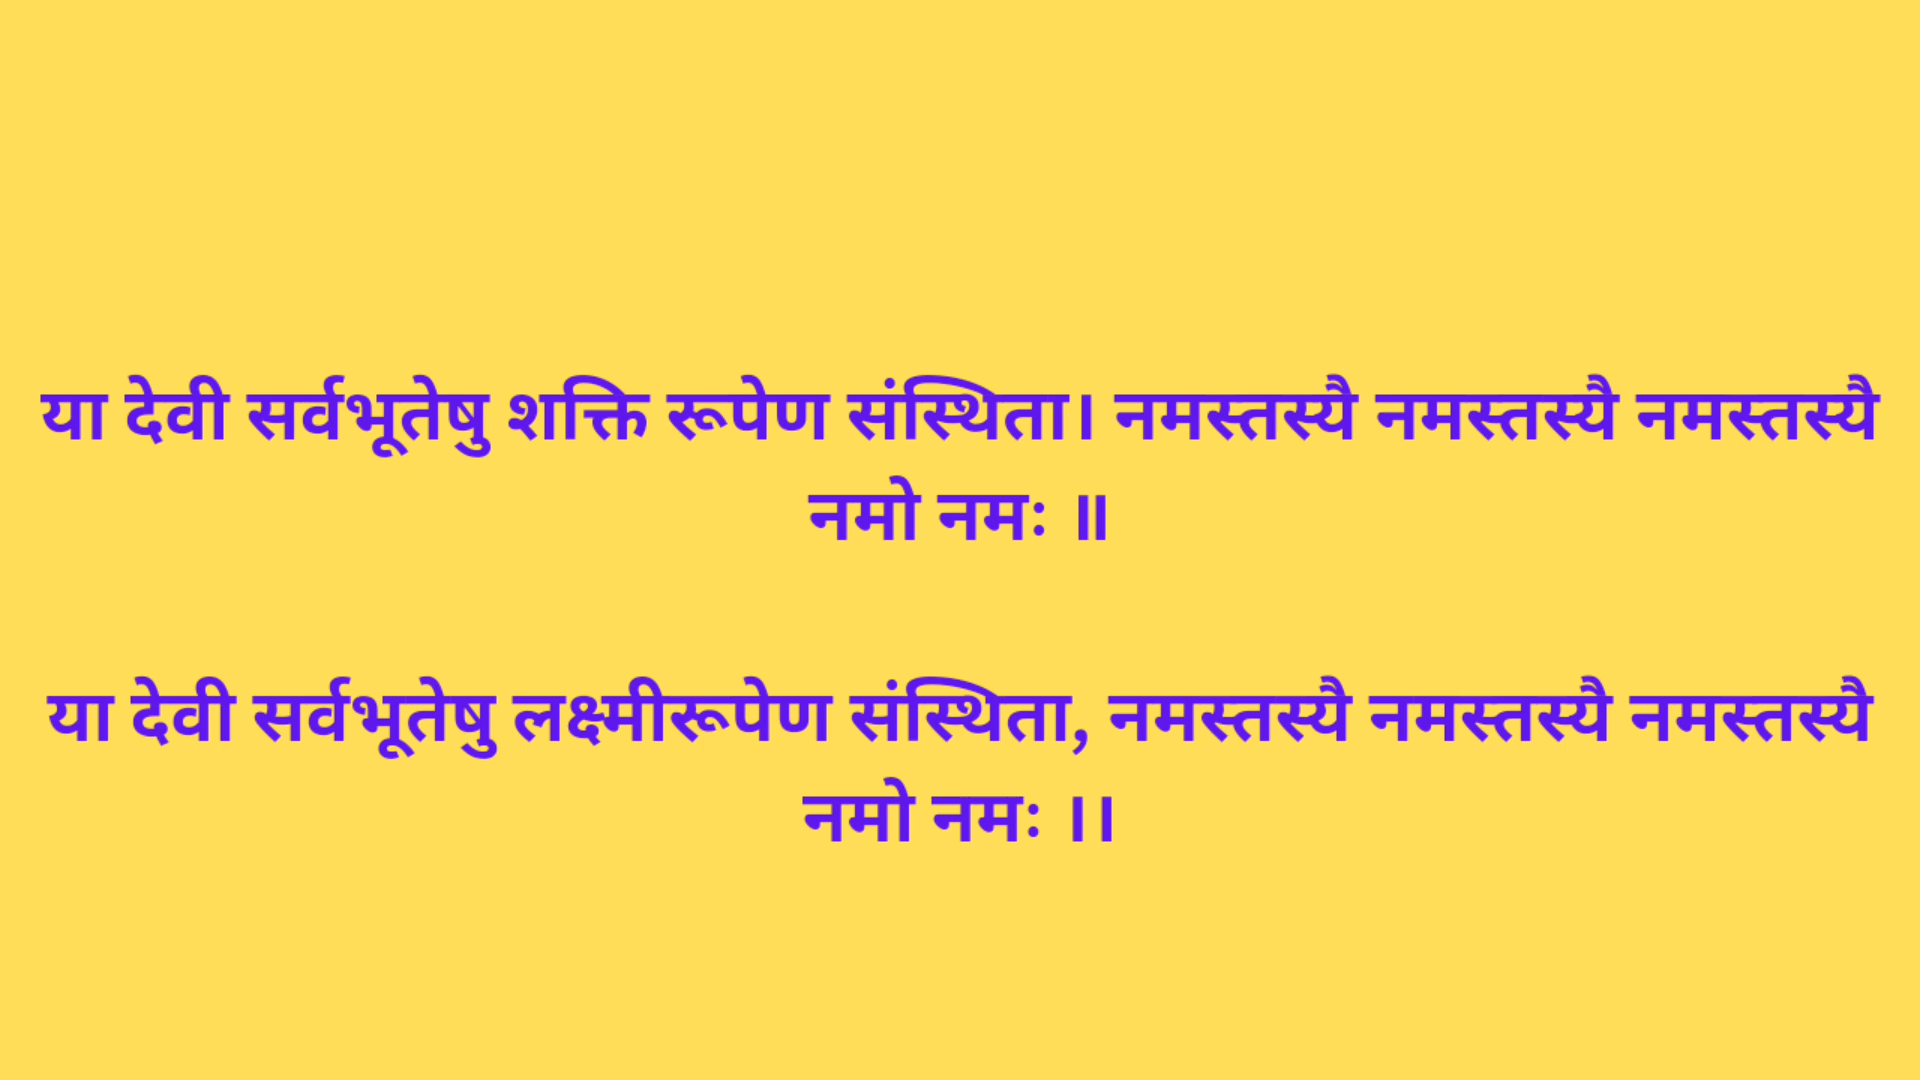 या देवी सर्वभूतेषु शक्ति रूपेण संस्थिता। नमस्तस्यै नमस्तस्यै नमस्तस्यै
नमो नमः ॥
या देवी सर्वभूतेषु लक्ष्मीरूपेण संस्थिता, नमस्तस्यै नमस्तस्यै नमस्तस्यै
नमो नमः ।।